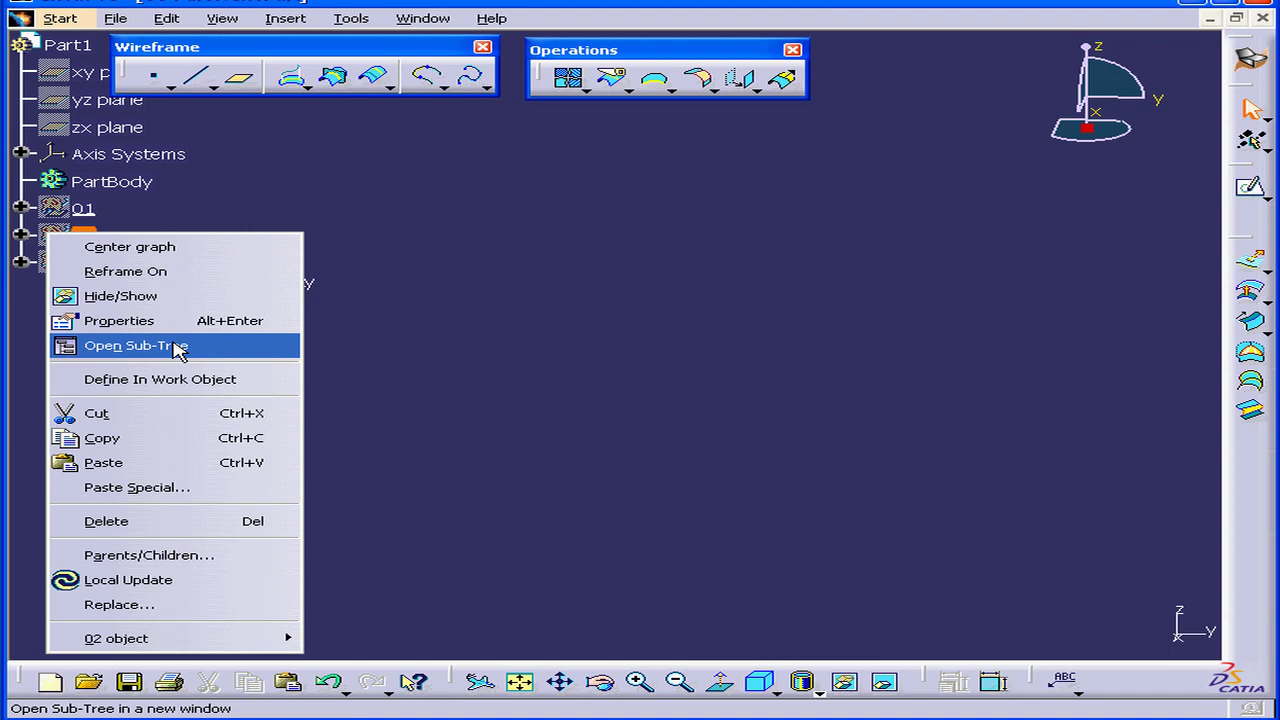 Start File Edit View Insert Tools Window Help
Part1
Wireframe
Operations
xy p
yz plane
zx plane
Axis Systems
PartBody
01
Center graph
Reframe On
Hide/Show
Properties Alt+Enter
Open Sub-Tree
Define In Work Object
Cut Ctrl+X
Copy Ctrl+C
Paste Ctrl+V
Paste Special...
Delete Del
Parents/Children...
Local Update
Replace...
02 object
z
y
x
y
z
y
x
ABC
CATIA
Open Sub-Tree in a new window